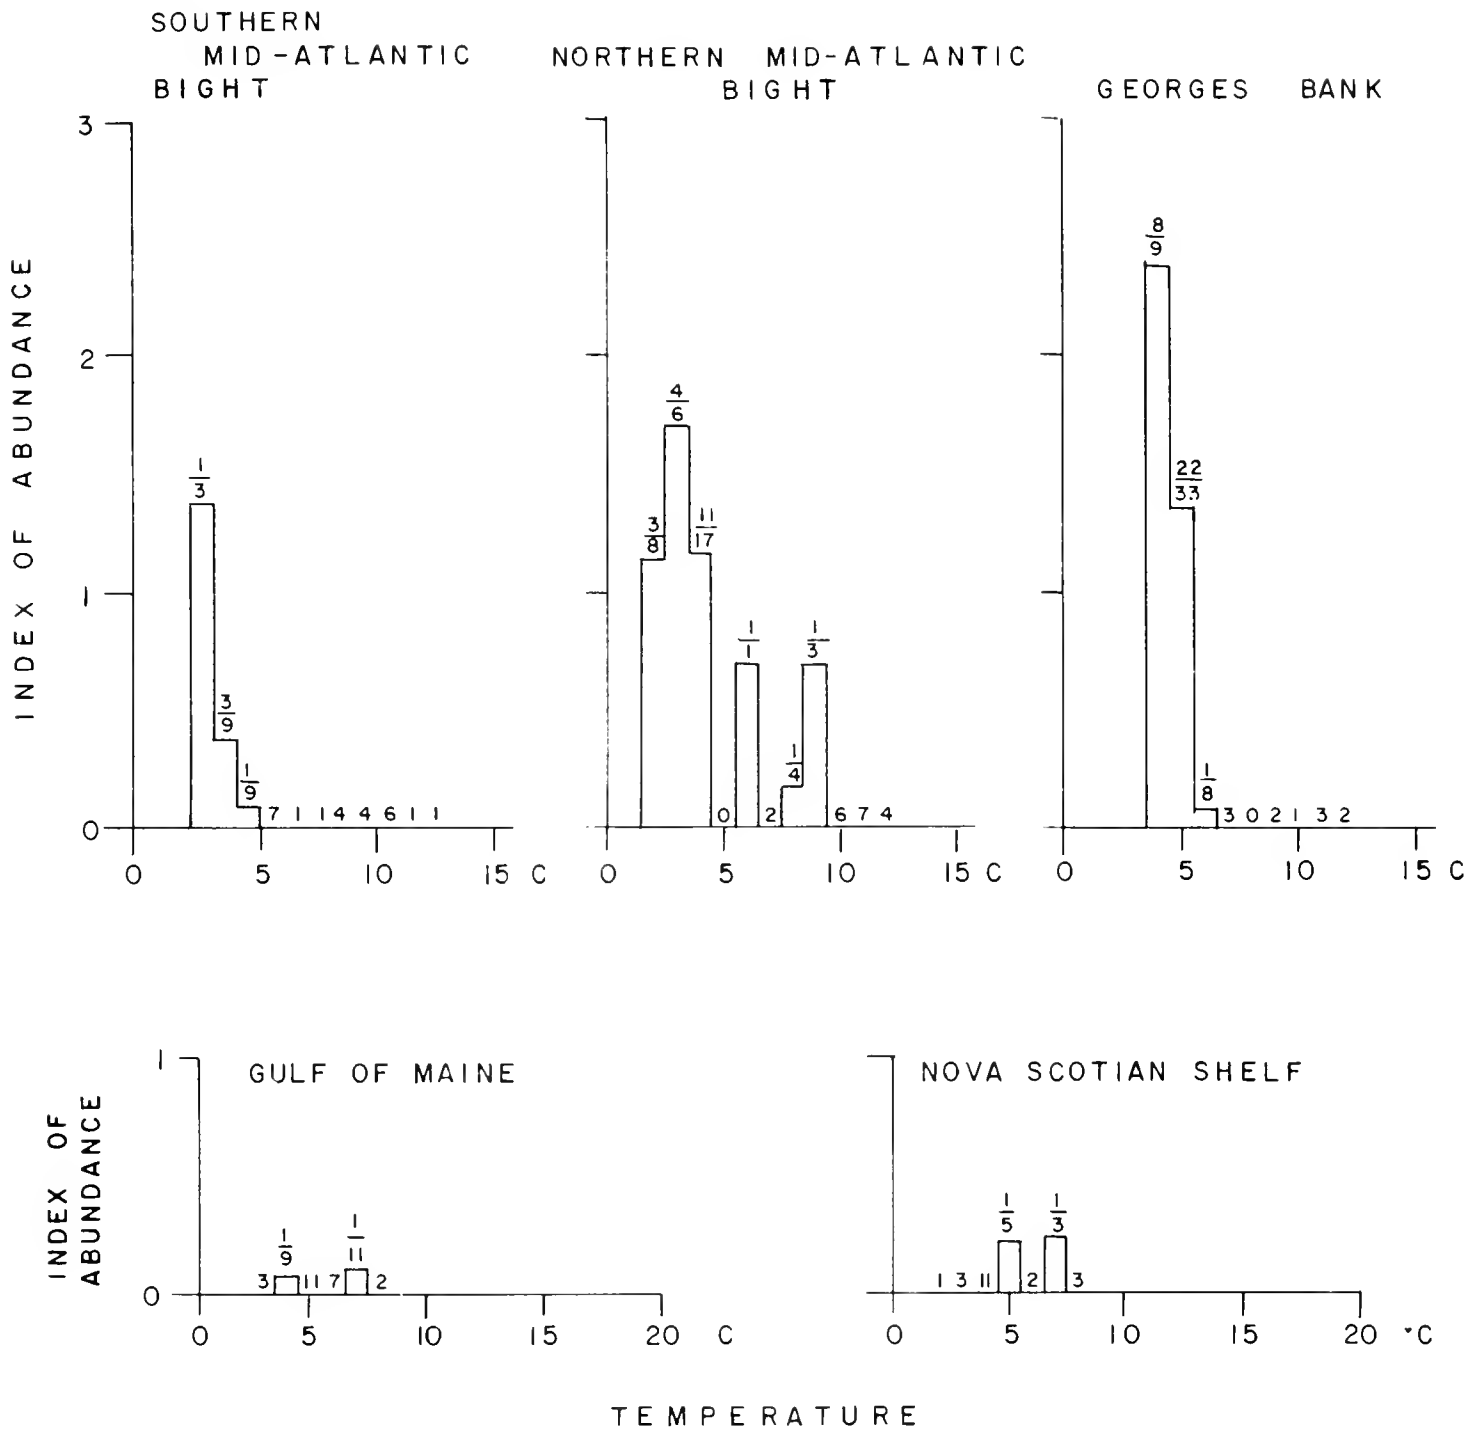 SOUTHERN
MID-ATLANTIC
BIGHT
NORTHERN MID-ATLANTIC
BIGHT
GEORGES BANK
INDEX OF ABUNDANCE
3
2
1
0
1/3
3/9
1/9
7 1 1 1 4 4 4 6 1 1
0 5 10 15 C
3/8
4/6
11/17
0
1/1
2
1/4
1/3
6 7 4
0 5 10 15 C
8/9
22/33
1/8
3 0 2 1 3 2
0 5 10 15 C
INDEX OF
ABUNDANCE
1
0
GULF OF MAINE
3
1/9
11 7
1/11
2
0 5 10 15 20 C
NOVA SCOTIAN SHELF
1 3 11
1/5
2
1/3
3
0 5 10 15 20 °C
TEMPERATURE